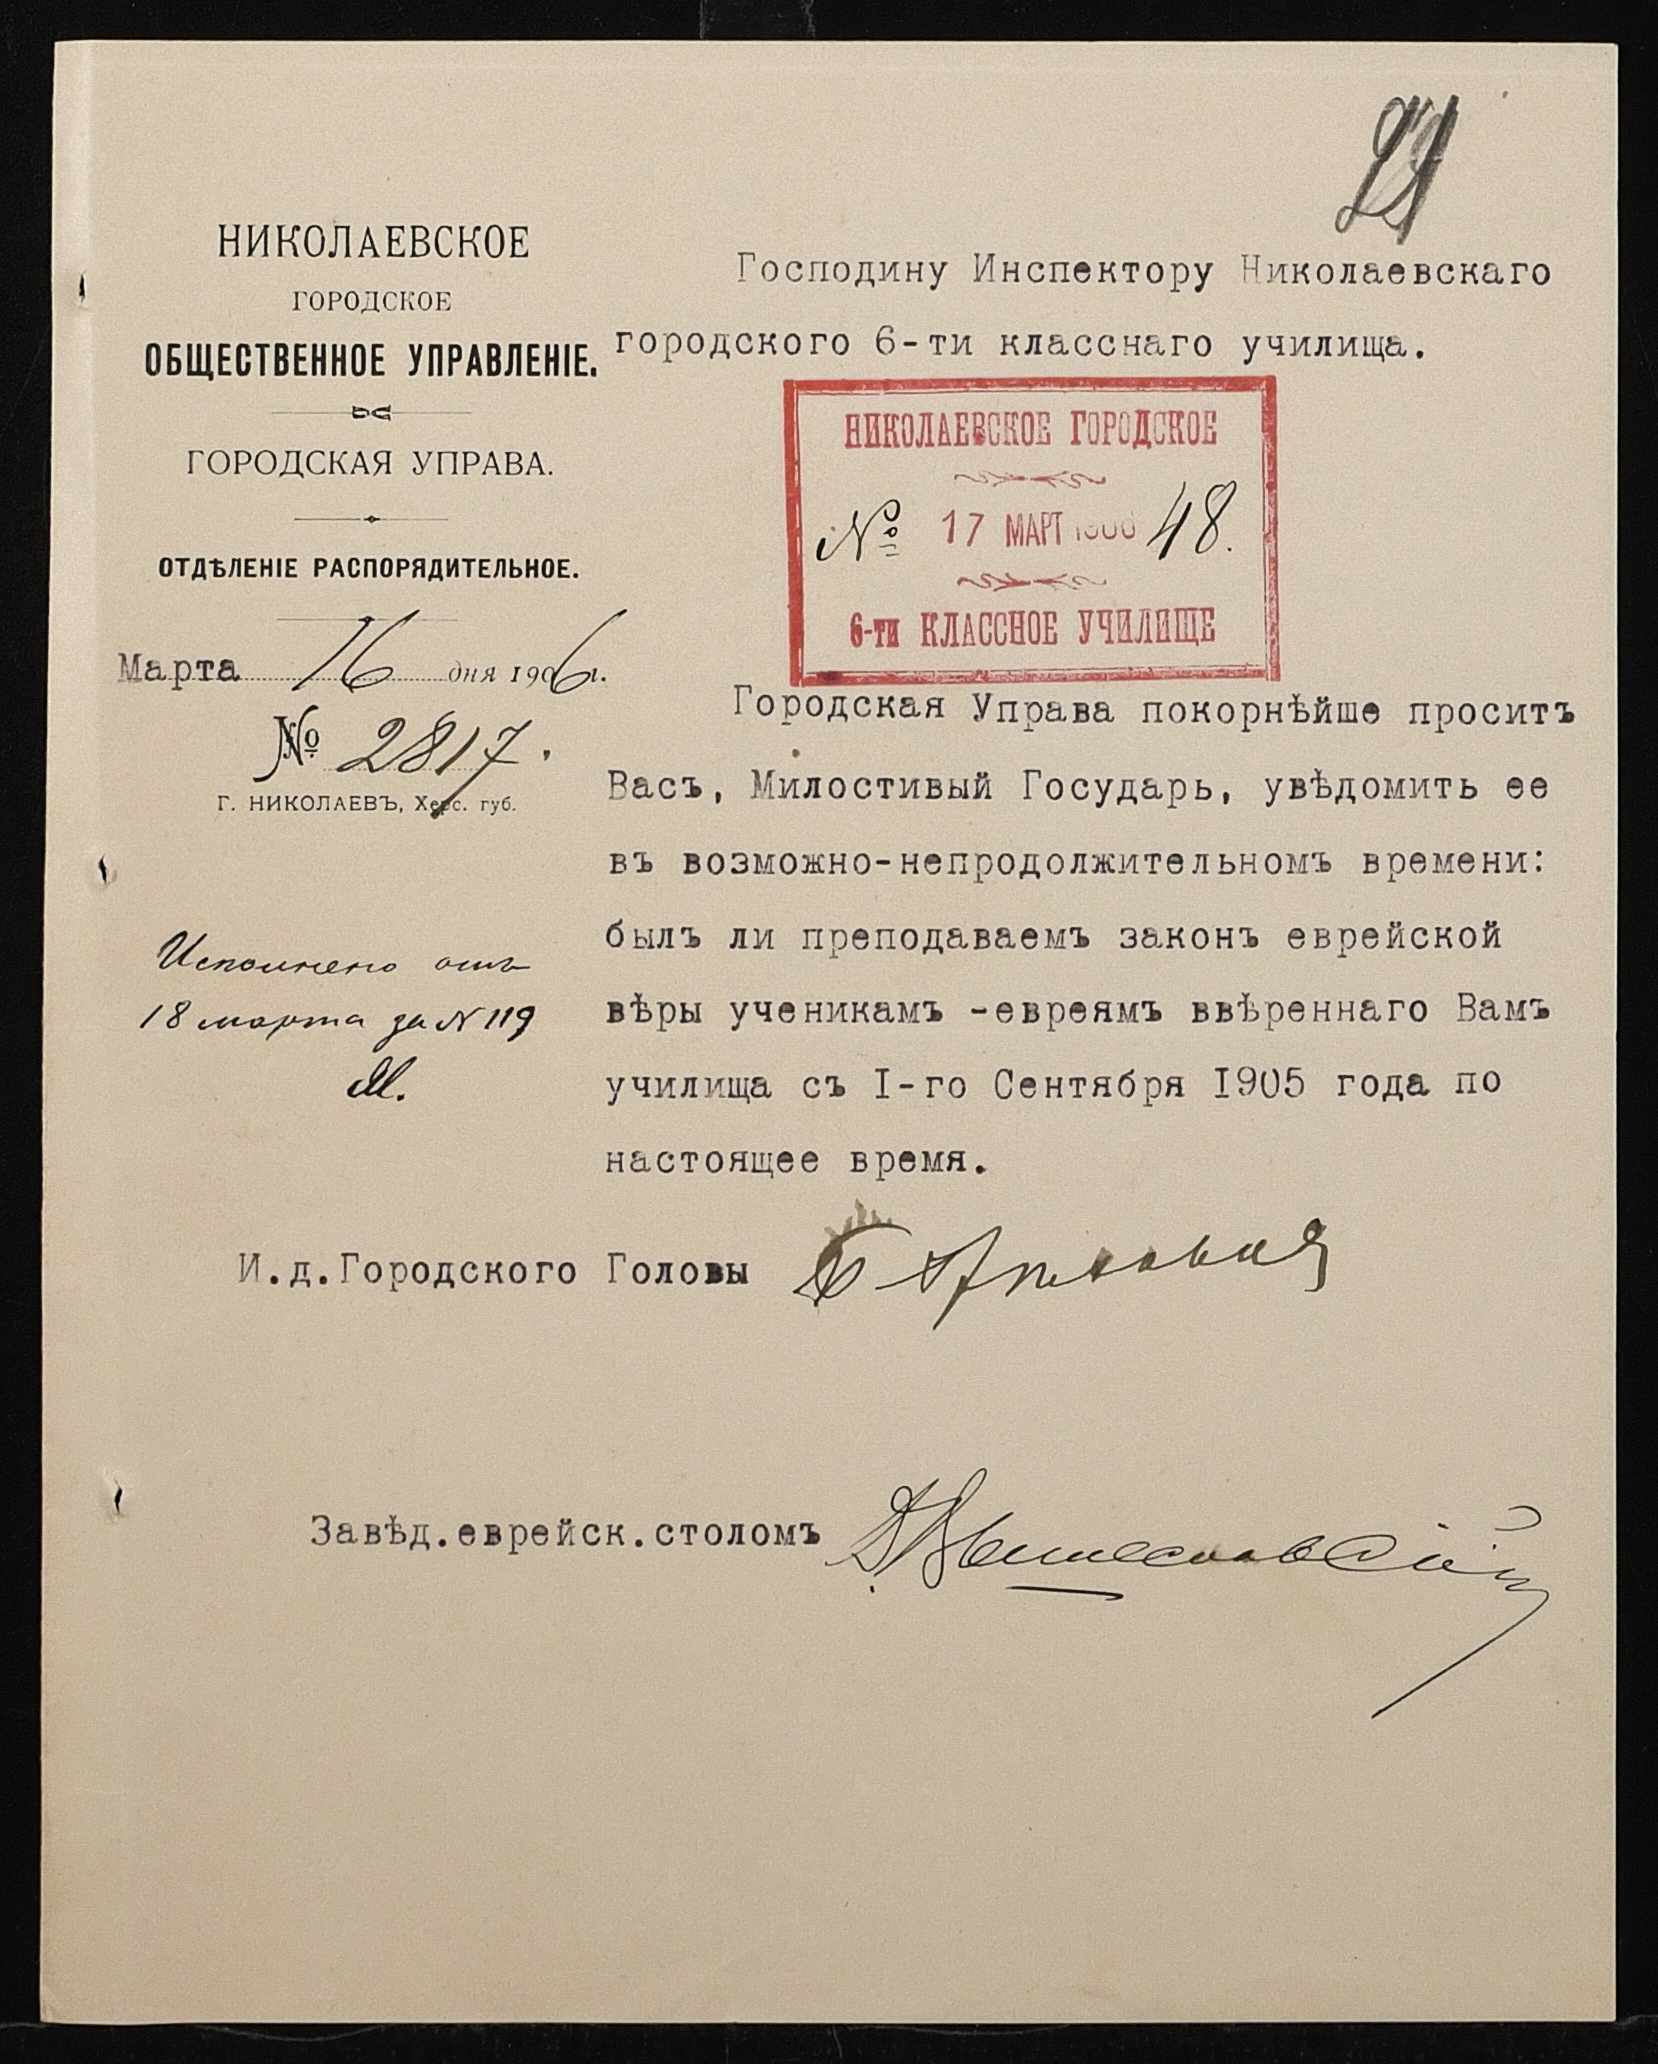 НИКОЛАЕВСКОЕ
ГОРОДСКОЕ
ОБЩЕСТВЕННОЕ УПРАВЛЕНІЕ.
ГОРОДСКАЯ УПРАВА.
ОТДѢЛЕНІЕ РАСПОРЯДИТЕЛЬНОЕ.
Марта 16 дня 1906 г.
№ 2817.
Г. НИКОЛАЕВЪ, Херс. губ.
Исполнено отъ
18 марта за № 119
М.
Господину Инспектору Николаевскаго
городского 6-ти класснаго училища.
НИКОЛАЕВСКОЕ ГОРОДСКОЕ
№ 17 МАРТ 1906 48.
6-ти КЛАССНОЕ УЧИЛИЩЕ
Городская Управа покорнѣйше проситъ
Васъ, Милостивый Государь, увѣдомить ее
въ возможно-непродолжительномъ времени:
былъ ли преподаваемъ законъ еврейской
вѣры ученикамъ -евреямъ ввѣреннаго Вамъ
училища съ I-го Сентября 1905 года по
настоящее время.
И.д.Городского Головы
Завѣд.еврейск.столомъ